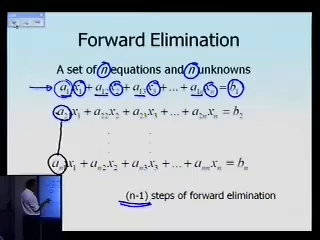 Forward Elimination
A set of n equations and n unknowns
a₁₁x₁ + a₁₂x₂ + a₁₃x₃ + ... + a₁ₙxₙ = b₁
a₂₁x₁ + a₂₂x₂ + a₂₃x₃ + ... + a₂ₙxₙ = b₂
. .
. .
. .
aₙ₁x₁ + aₙ₂x₂ + aₙ₃x₃ + ... + aₙₙxₙ = bₙ
(n-1) steps of forward elimination